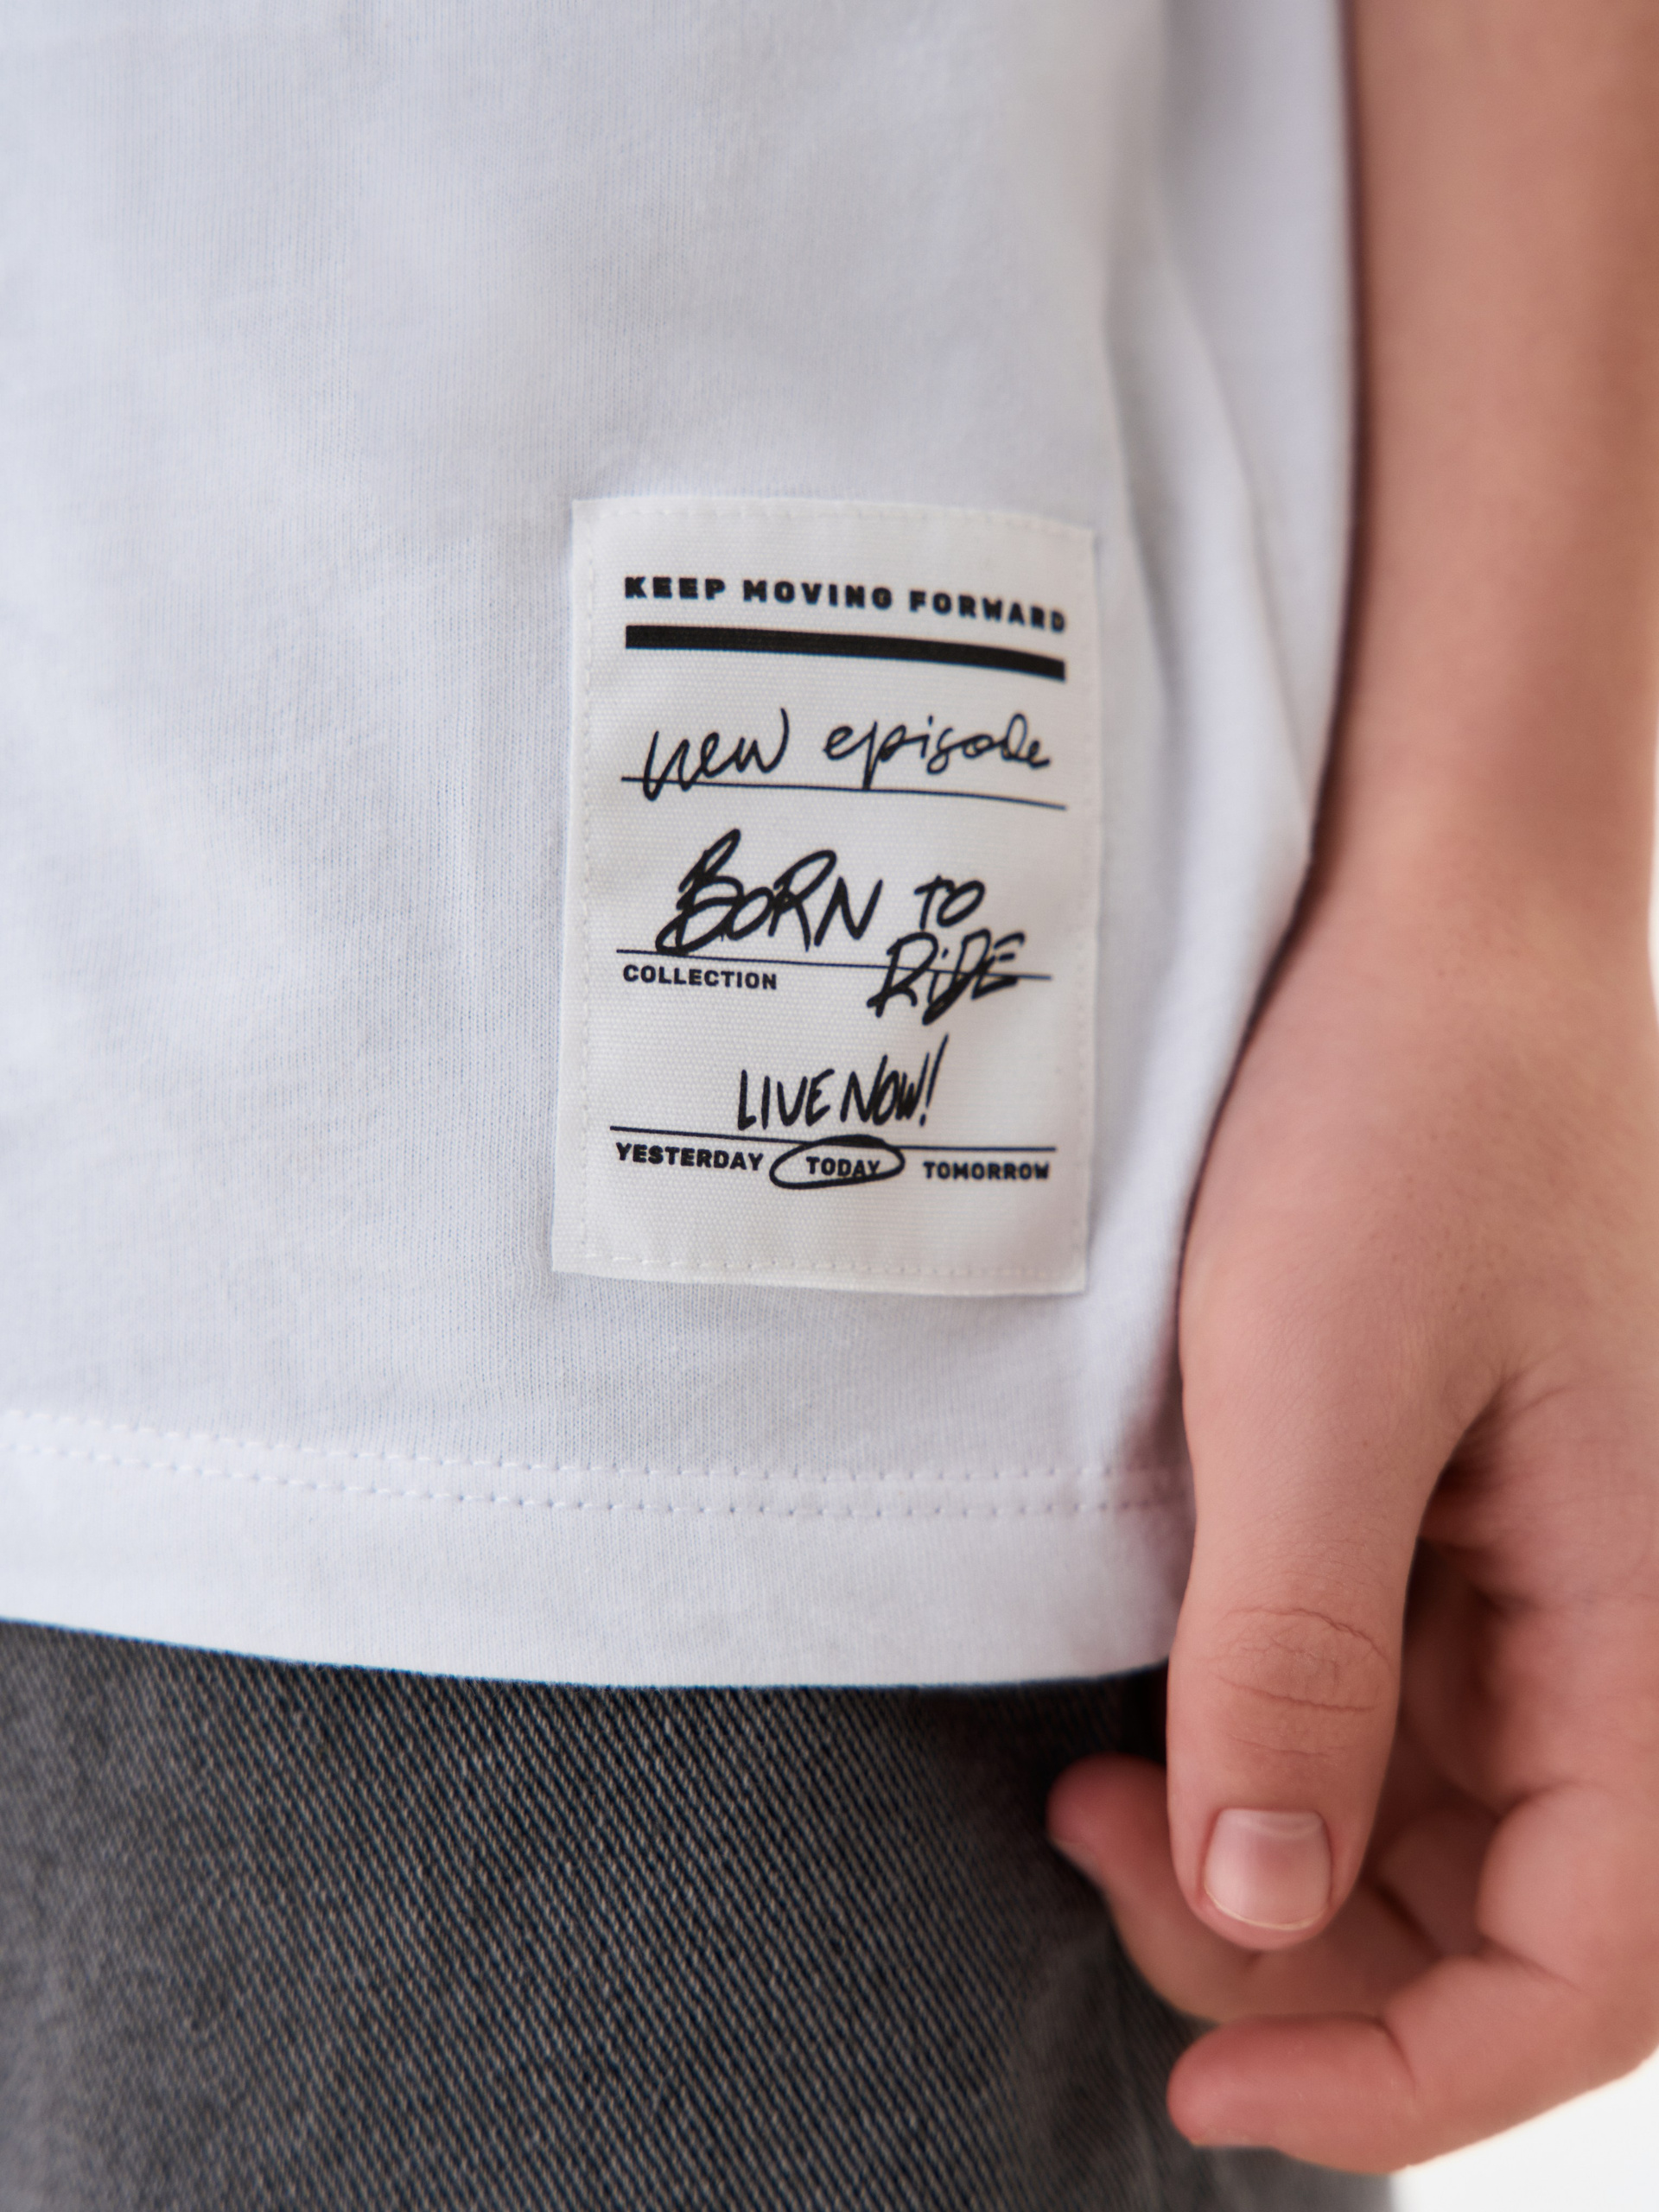 KEEP MOVING FORWARD
new episode
BORN TO
RiDE
COLLECTION
LIVE NOW!
YESTERDAY TODAY TOMORROW